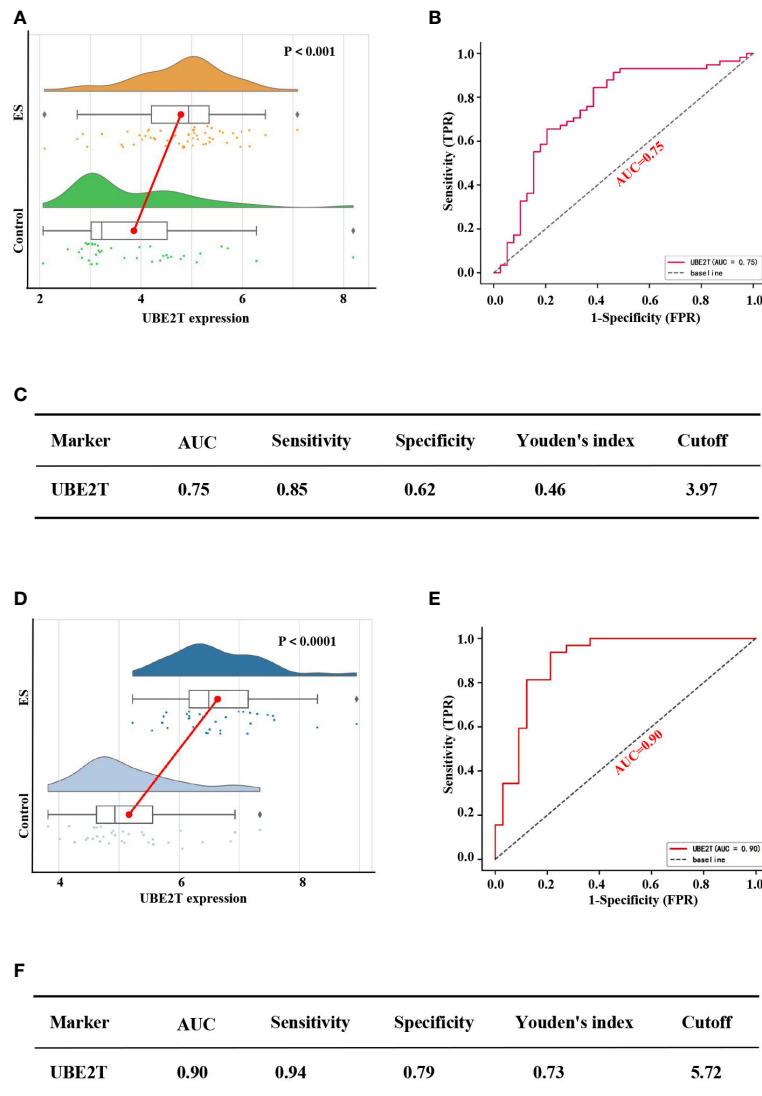 A
P < 0.001
ES
Control
2 4 6 8
UBE2T expression
B
1.0
0.8
0.6
0.4
0.2
0.0
Sensitivity (TPR)
AUC=0.75
UBE2T(AUC = 0.75)
baseline
0.0 0.2 0.4 0.6 0.8 1.0
1-Specificity (FPR)
C
Marker AUC Sensitivity Specificity Youden's index Cutoff
UBE2T 0.75 0.85 0.62 0.46 3.97
D
P < 0.0001
ES
Control
4 6 8
UBE2T expression
E
1.0
0.8
0.6
0.4
0.2
0.0
Sensitivity (TPR)
AUC=0.90
UBE2T(AUC = 0.90)
baseline
0.0 0.2 0.4 0.6 0.8 1.0
1-Specificity (FPR)
F
Marker AUC Sensitivity Specificity Youden's index Cutoff
UBE2T 0.90 0.94 0.79 0.73 5.72